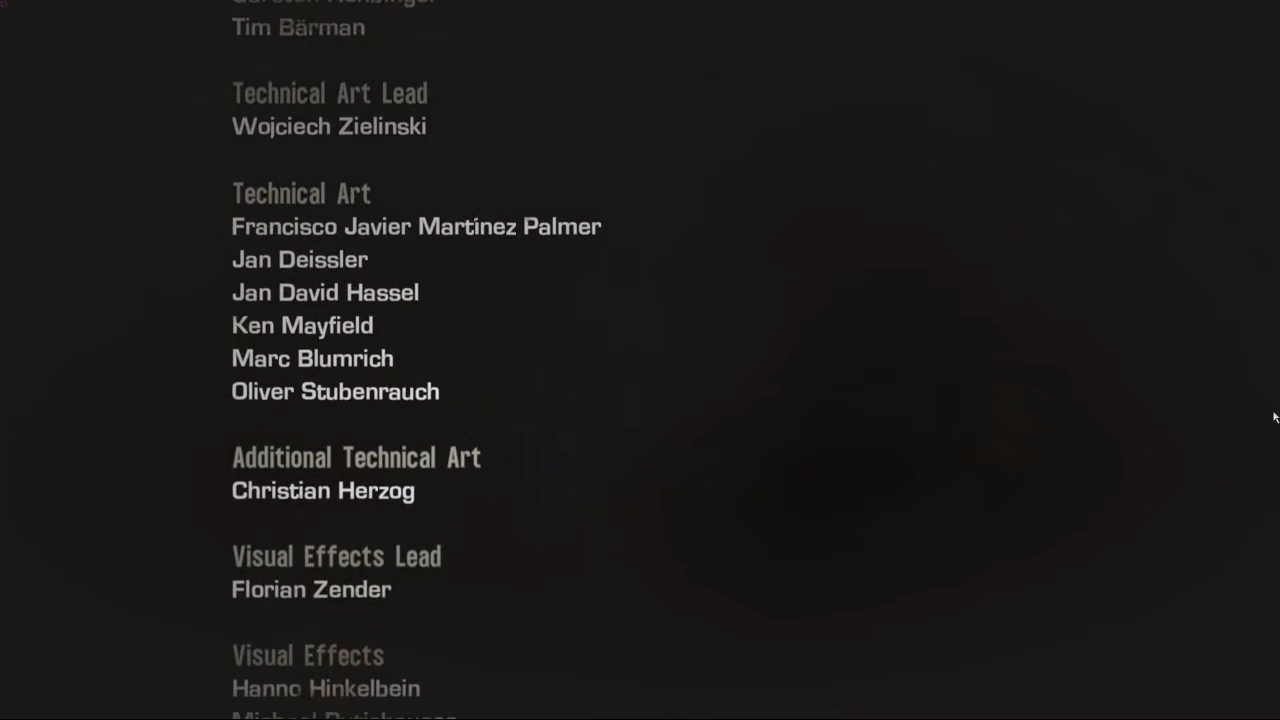 Tim Bärman
Technical Art Lead
Wojciech Zielinski
Technical Art
Francisco Javier Martínez Palmer
Jan Deissler
Jan David Hassel
Ken Mayfield
Marc Blumrich
Oliver Stubenrauch
Additional Technical Art
Christian Herzog
Visual Effects Lead
Florian Zender
Visual Effects
Hanno Hinkelbein